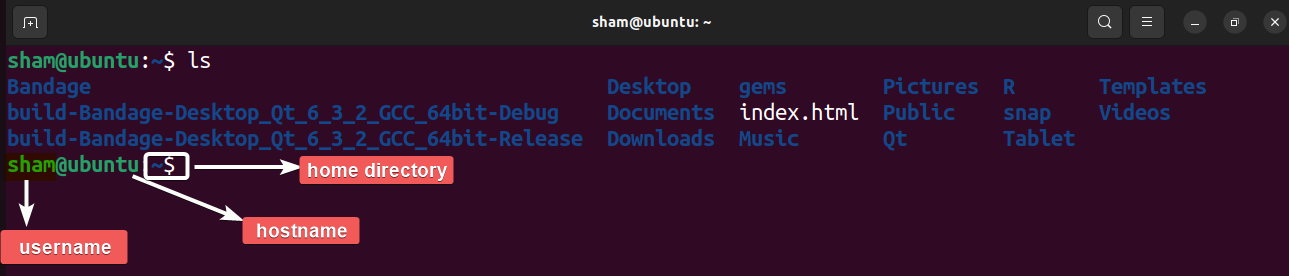 sham@ubuntu: ~
sham@ubuntu:~$ ls
Bandage Desktop gems Pictures R Templates
build-Bandage-Desktop_Qt_6_3_2_GCC_64bit-Debug Documents index.html Public snap Videos
build-Bandage-Desktop_Qt_6_3_2_GCC_64bit-Release Downloads Music Qt Tablet
sham@ubuntu:~$
home directory
hostname
username